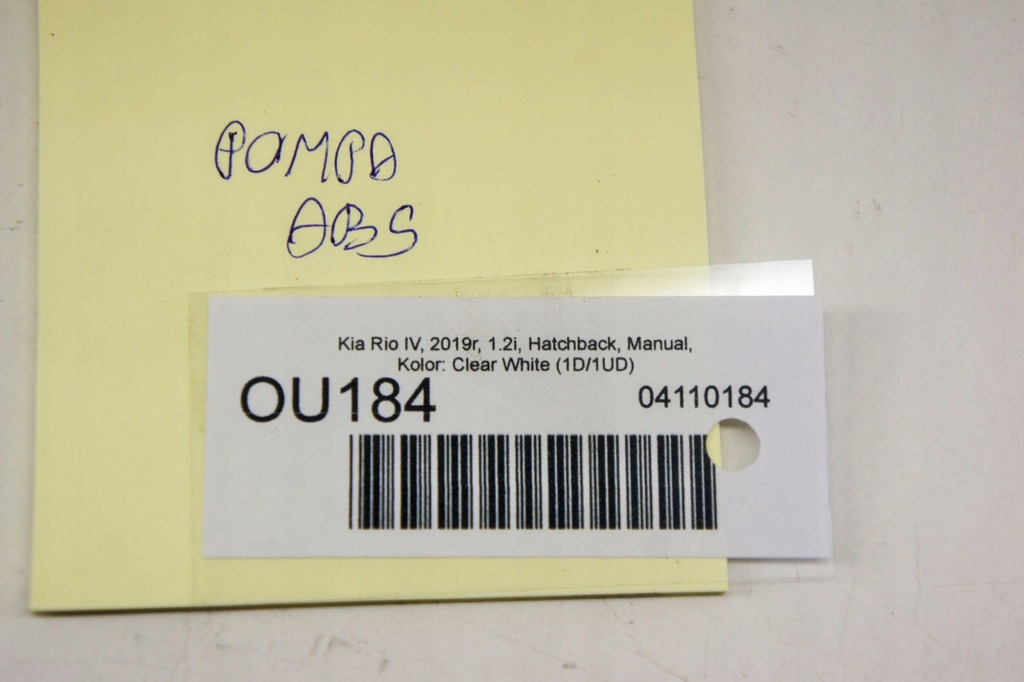 POMPA
ABS
Kia Rio IV, 2019r, 1.2i, Hatchback, Manual,
Kolor: Clear White (1D/1UD)
OU184 04110184